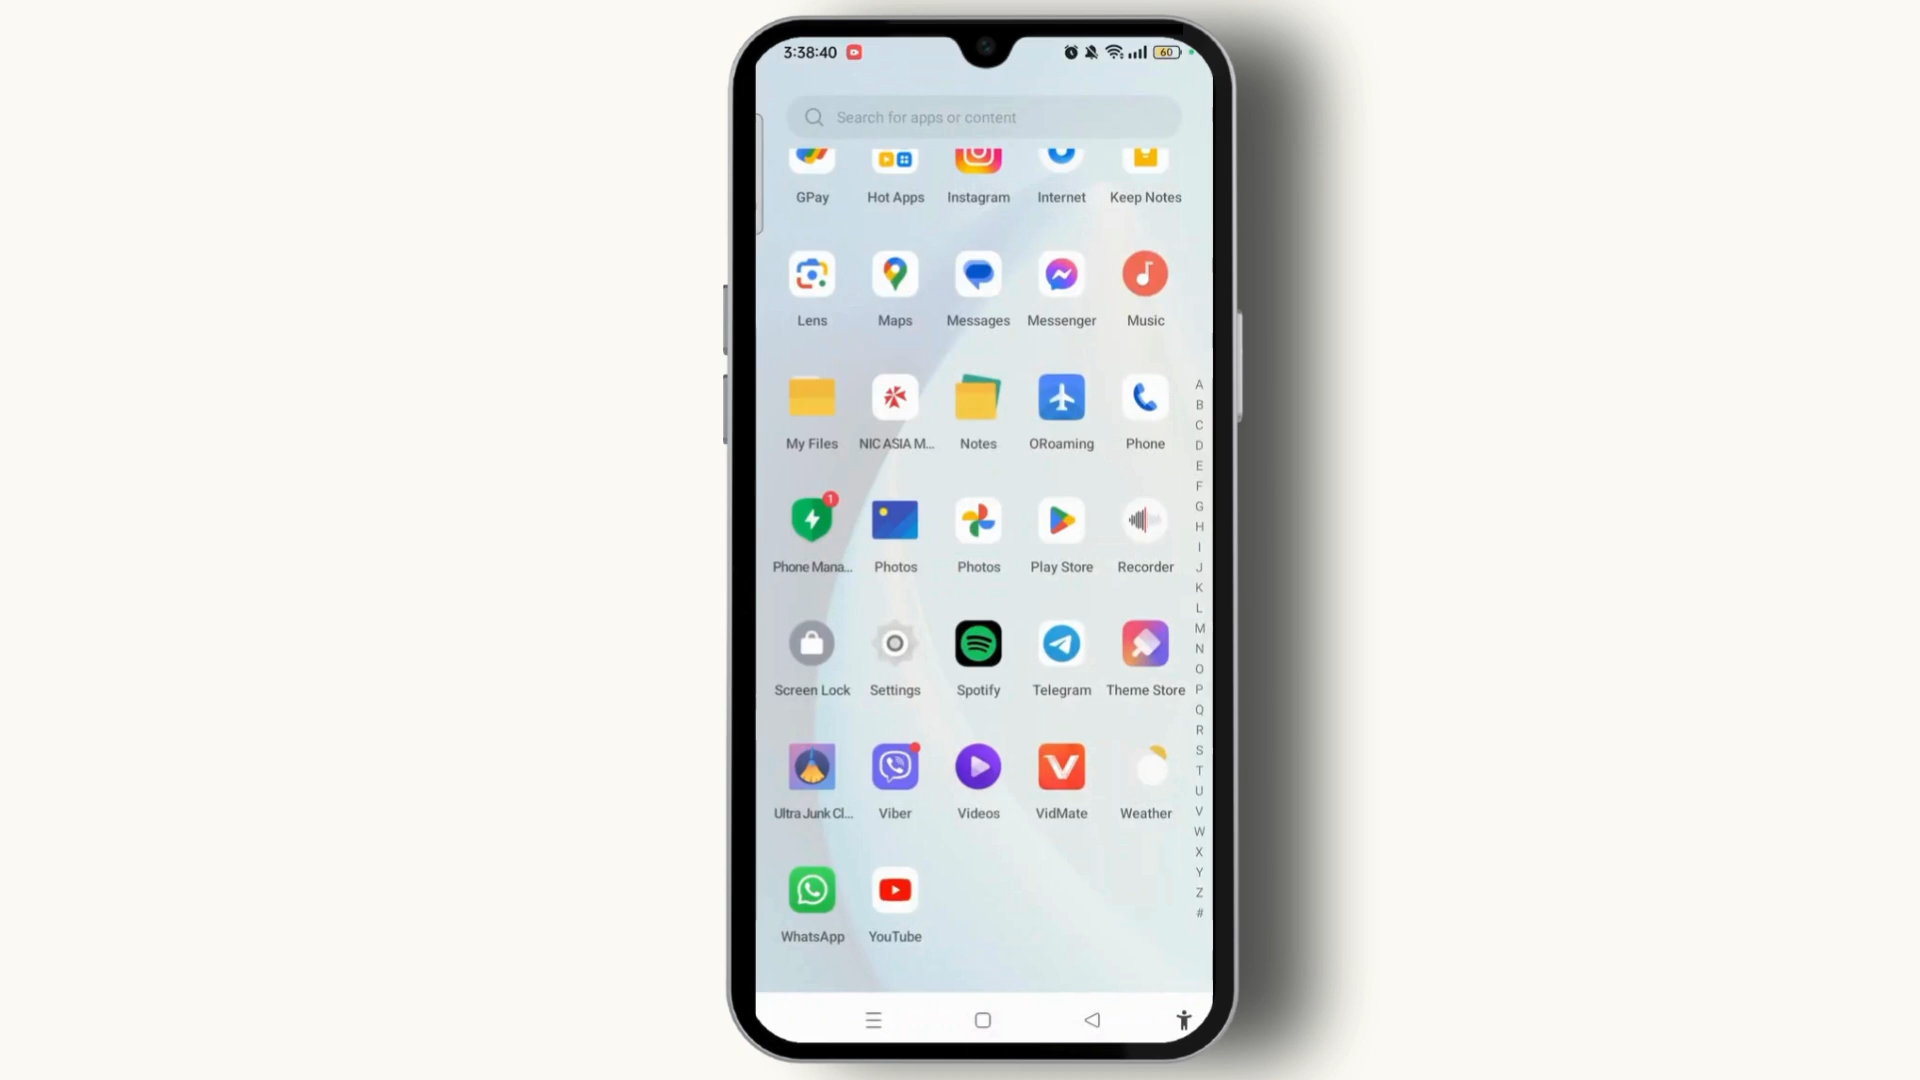 3:38:40 60
Search for apps or content
GPay Hot Apps Instagram Internet Keep Notes
Lens Maps Messages Messenger Music
My Files NIC ASIA M... Notes ORoaming Phone
1
Phone Mana... Photos Photos Play Store Recorder
Screen Lock Settings Spotify Telegram Theme Store
Ultra Junk Cl... Viber Videos VidMate Weather
WhatsApp YouTube
A
B
C
D
E
F
G
H
I
J
K
L
M
N
O
P
Q
R
S
T
U
V
W
X
Y
Z
#